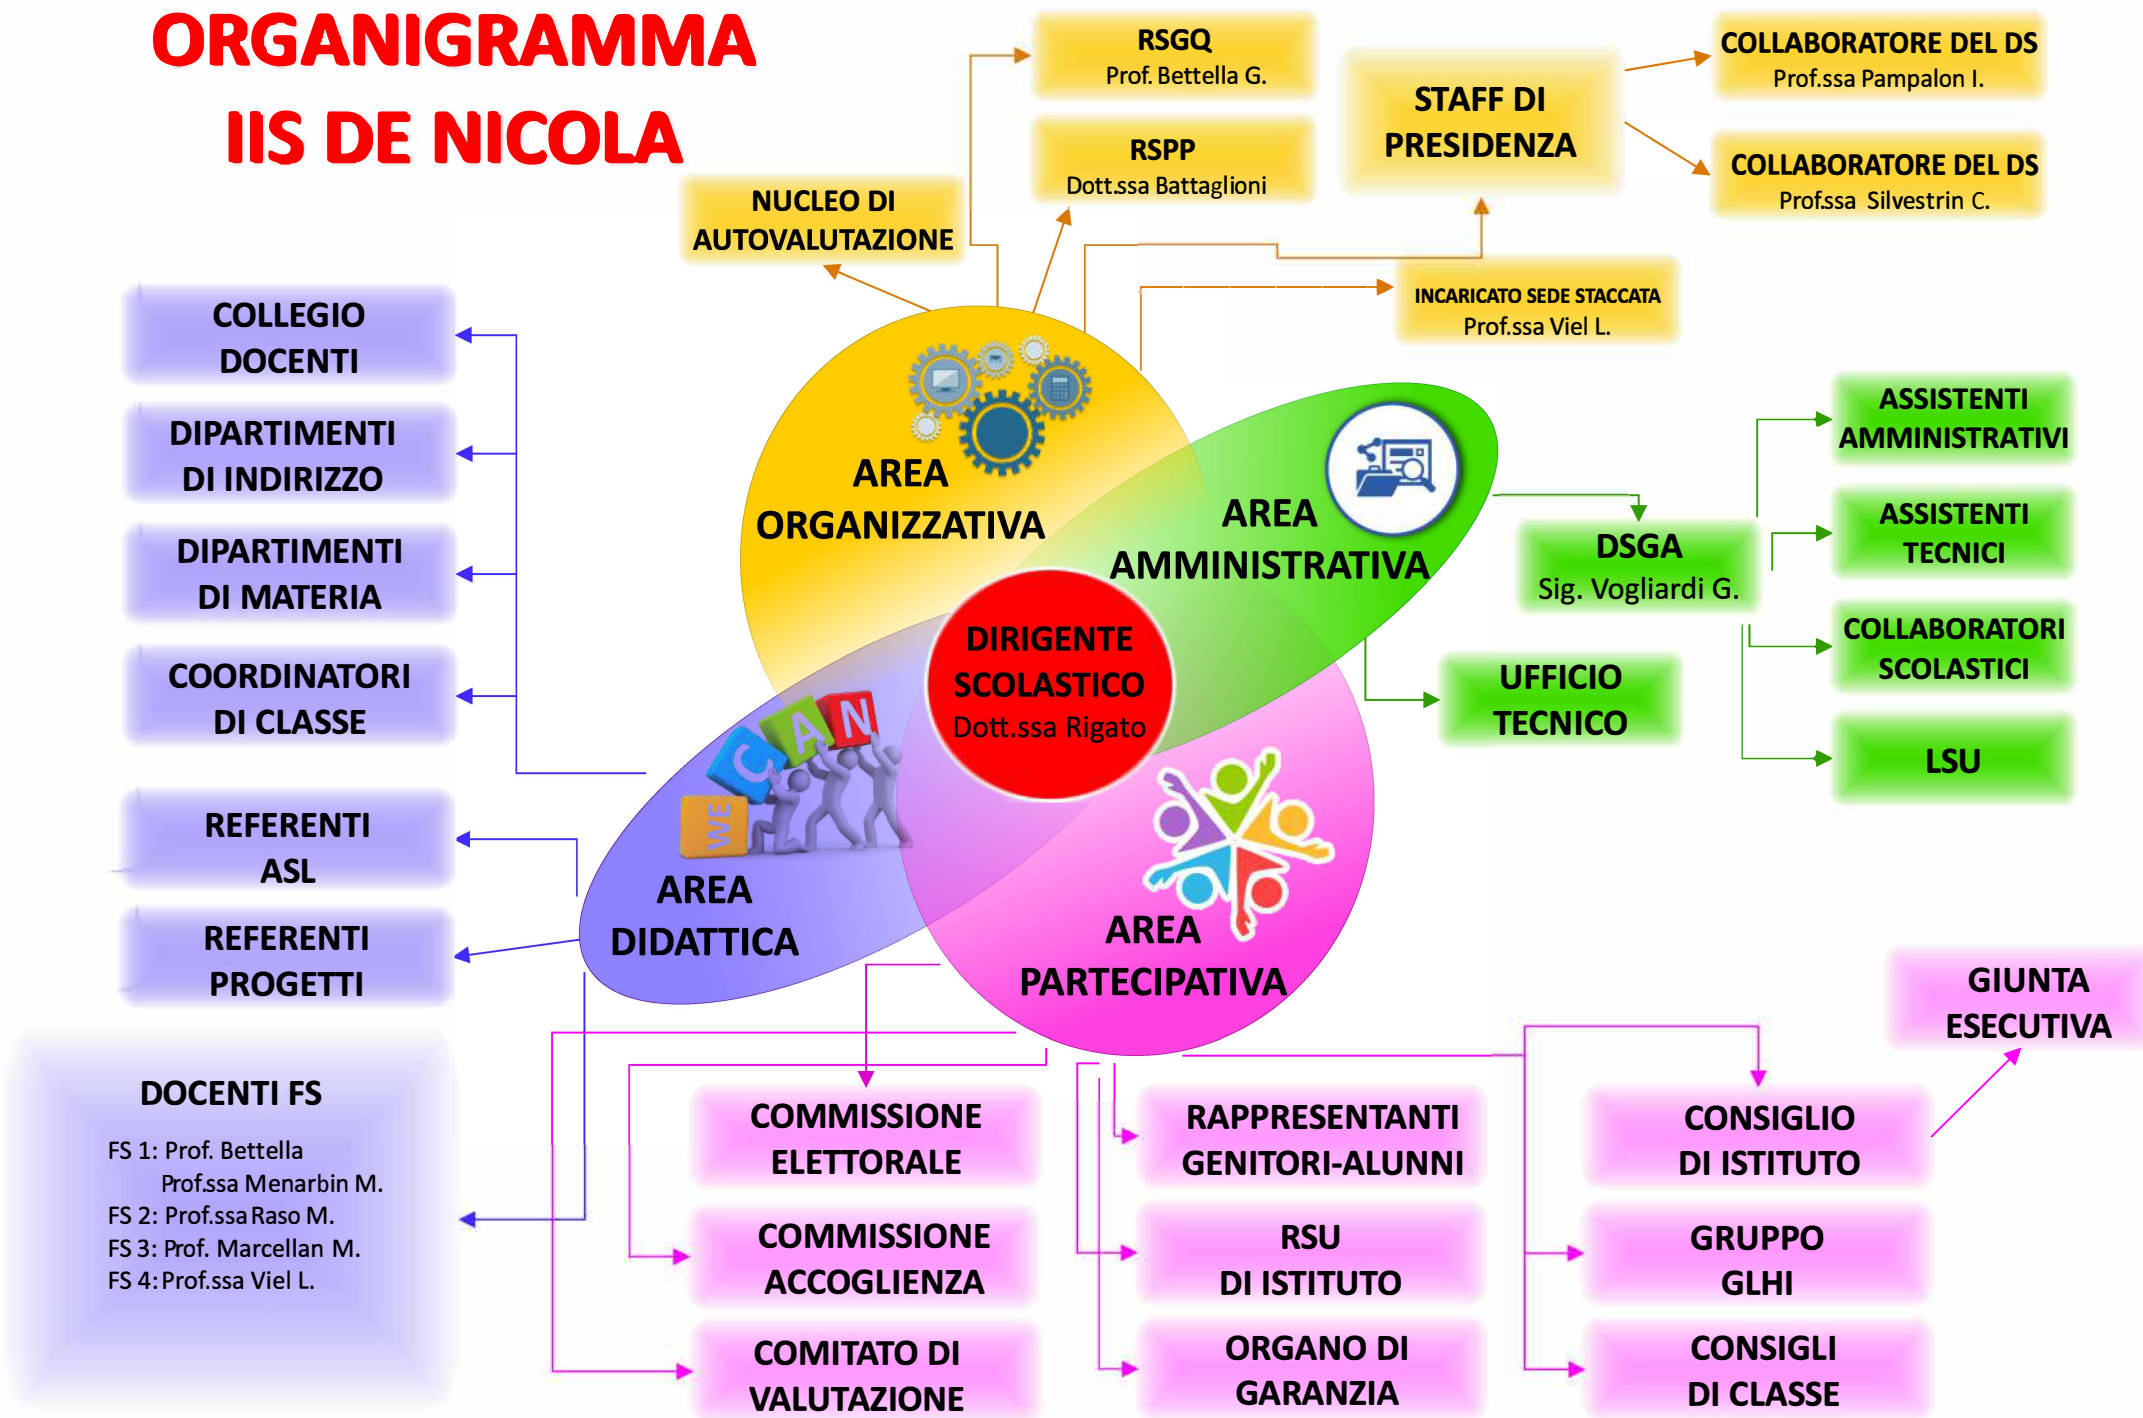 ORGANIGRAMMA
IIS DE NICOLA
RSGQ
Prof. Bettella G.
RSPP
Dott.ssa Battaglioni
STAFF DI
PRESIDENZA
COLLABORATORE DEL DS
Prof.ssa Pampalon I.
COLLABORATORE DEL DS
Prof.ssa Silvestrin C.
NUCLEO DI
AUTOVALUTAZIONE
INCARICATO SEDE STACCATA
Prof.ssa Viel L.
COLLEGIO
DOCENTI
DIPARTIMENTI
DI INDIRIZZO
DIPARTIMENTI
DI MATERIA
COORDINATORI
DI CLASSE
REFERENTI
ASL
REFERENTI
PROGETTI
DOCENTI FS
FS 1: Prof. Bettella
Prof.ssa Menarbin M.
FS 2: Prof.ssa Raso M.
FS 3: Prof. Marcellan M.
FS 4: Prof.ssa Viel L.
AREA
ORGANIZZATIVA
AREA
AMMINISTRATIVA
DIRIGENTE
SCOLASTICO
Dott.ssa Rigato
WE CAN
AREA
DIDATTICA
AREA
PARTECIPATIVA
DSGA
Sig. Vogliardi G.
UFFICIO
TECNICO
ASSISTENTI
AMMINISTRATIVI
ASSISTENTI
TECNICI
COLLABORATORI
SCOLASTICI
LSU
COMMISSIONE
ELETTORALE
COMMISSIONE
ACCOGLIENZA
COMITATO DI
VALUTAZIONE
RAPPRESENTANTI
GENITORI-ALUNNI
RSU
DI ISTITUTO
ORGANO DI
GARANZIA
GIUNTA
ESECUTIVA
CONSIGLIO
DI ISTITUTO
GRUPPO
GLHI
CONSIGLI
DI CLASSE